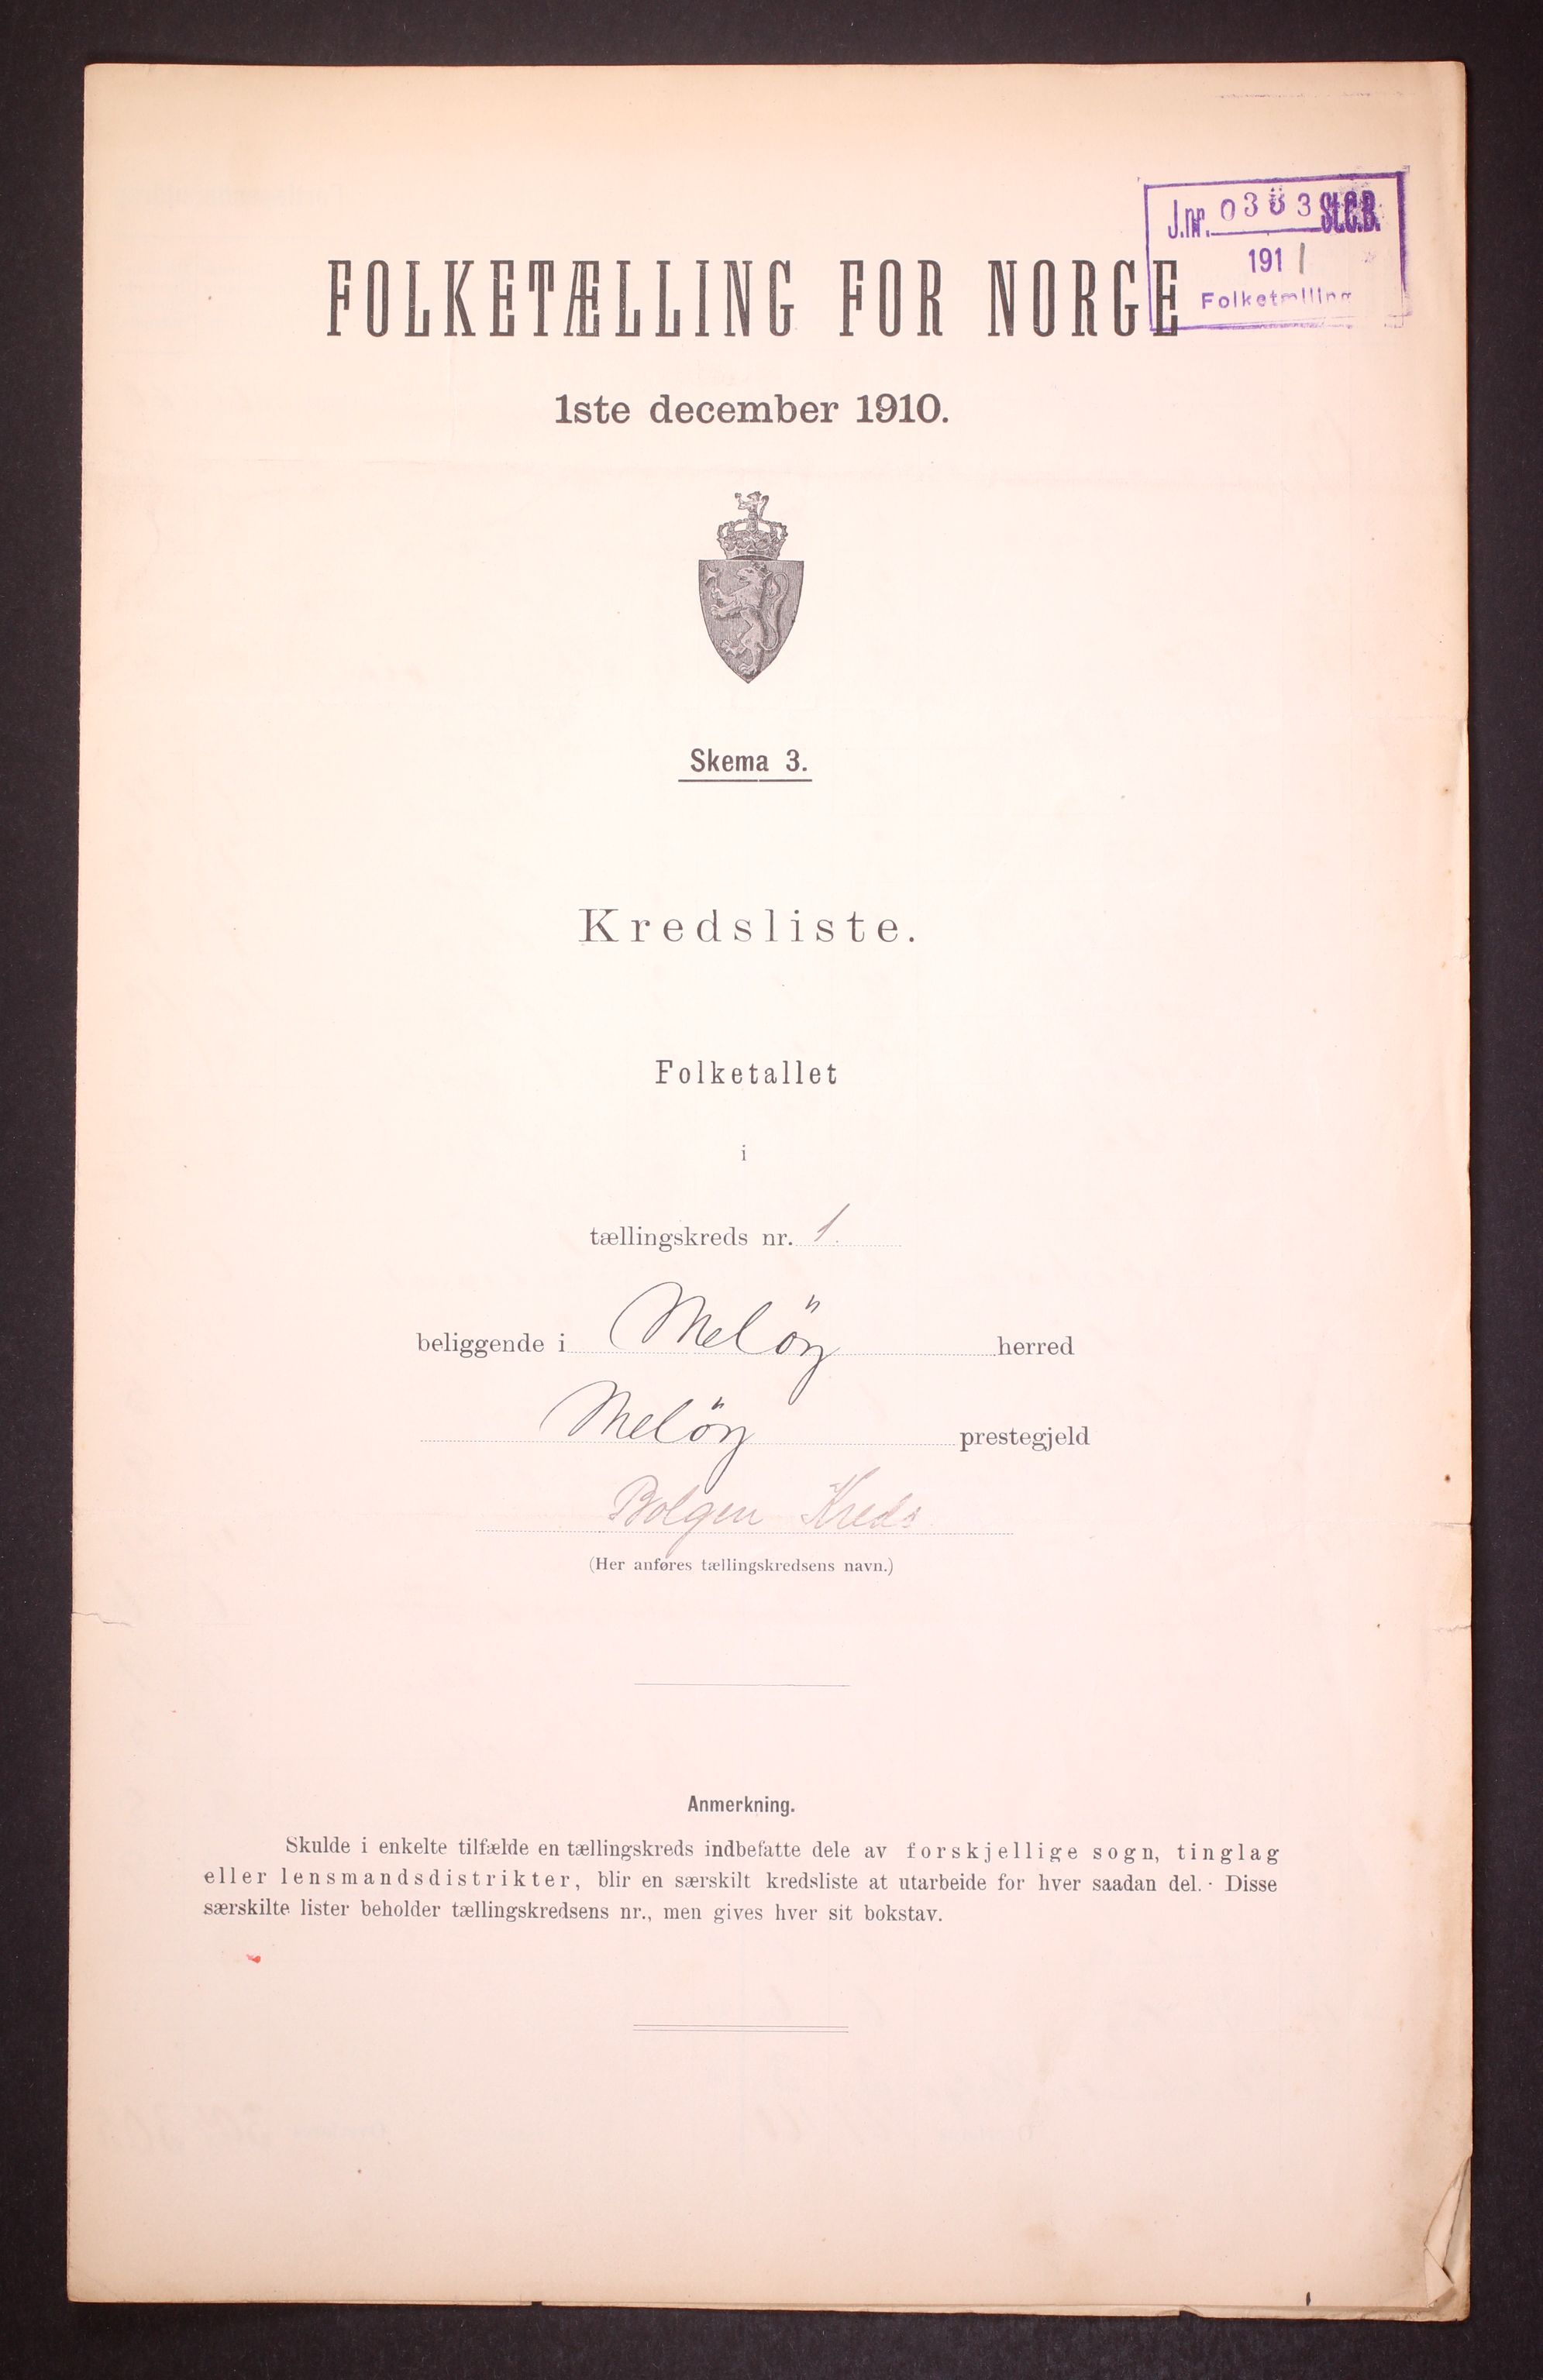 J.nr. 0383 St.C.B.
1911
Folketælling
FOLKETÆLLING FOR NORGE
1ste december 1910.
Skema 3.
Kredsliste.
Folketallet
i
tællingskreds nr. 1.
beliggende i Meløy herred
Meløy prestegjeld
Bolgen Kreds
(Her anføres tællingskredsens navn.)
Anmerkning.
Skulde i enkelte tilfælde en tællingskreds indbefatte dele av forskjellige sogn, tinglag
eller lensmandsdistrikter, blir en særskilt kredsliste at utarbeide for hver saadan del. - Disse
særskilte lister beholder tællingskredsens nr., men gives hver sit bokstav.